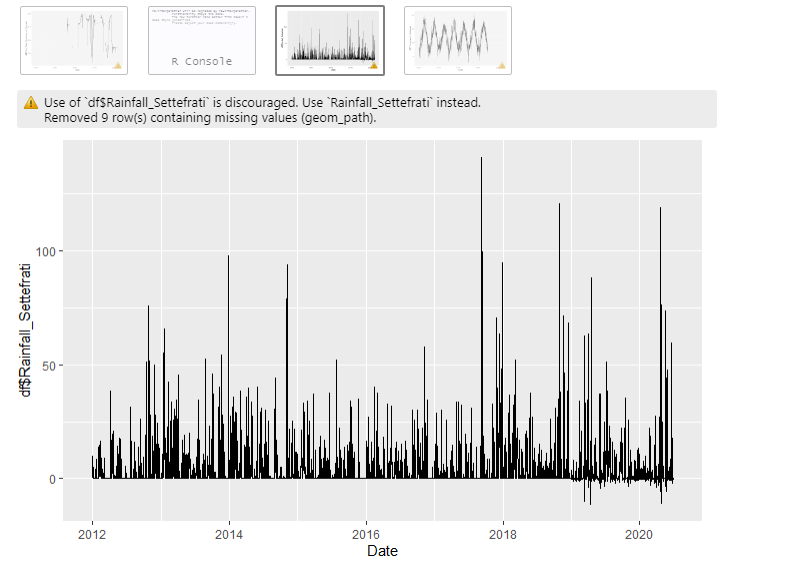 R Console
Use of `df$Rainfall_Settefrati` is discouraged. Use `Rainfall_Settefrati` instead.
Removed 9 row(s) containing missing values (geom_path).
df$Rainfall_Settefrati
100
50
0
2012
2014
2016
2018
2020
Date